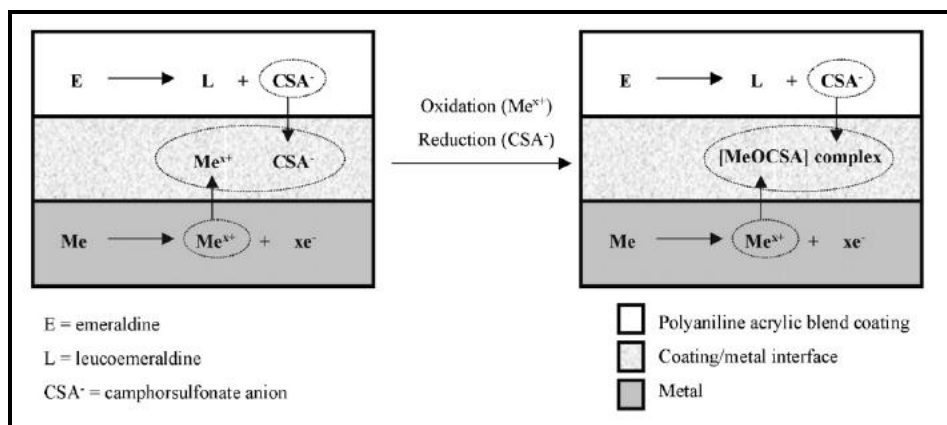 E → L + CSA⁻
Me^x+ CSA⁻
Me → Me^x+ + xe⁻
Oxidation (Me^x+)
Reduction (CSA⁻)
E → L + CSA⁻
[MeOCSA] complex
Me → Me^x+ + xe⁻
E = emeraldine
L = leucoemeraldine
CSA⁻ = camphorsulfonate anion
Polyaniline acrylic blend coating
Coating/metal interface
Metal